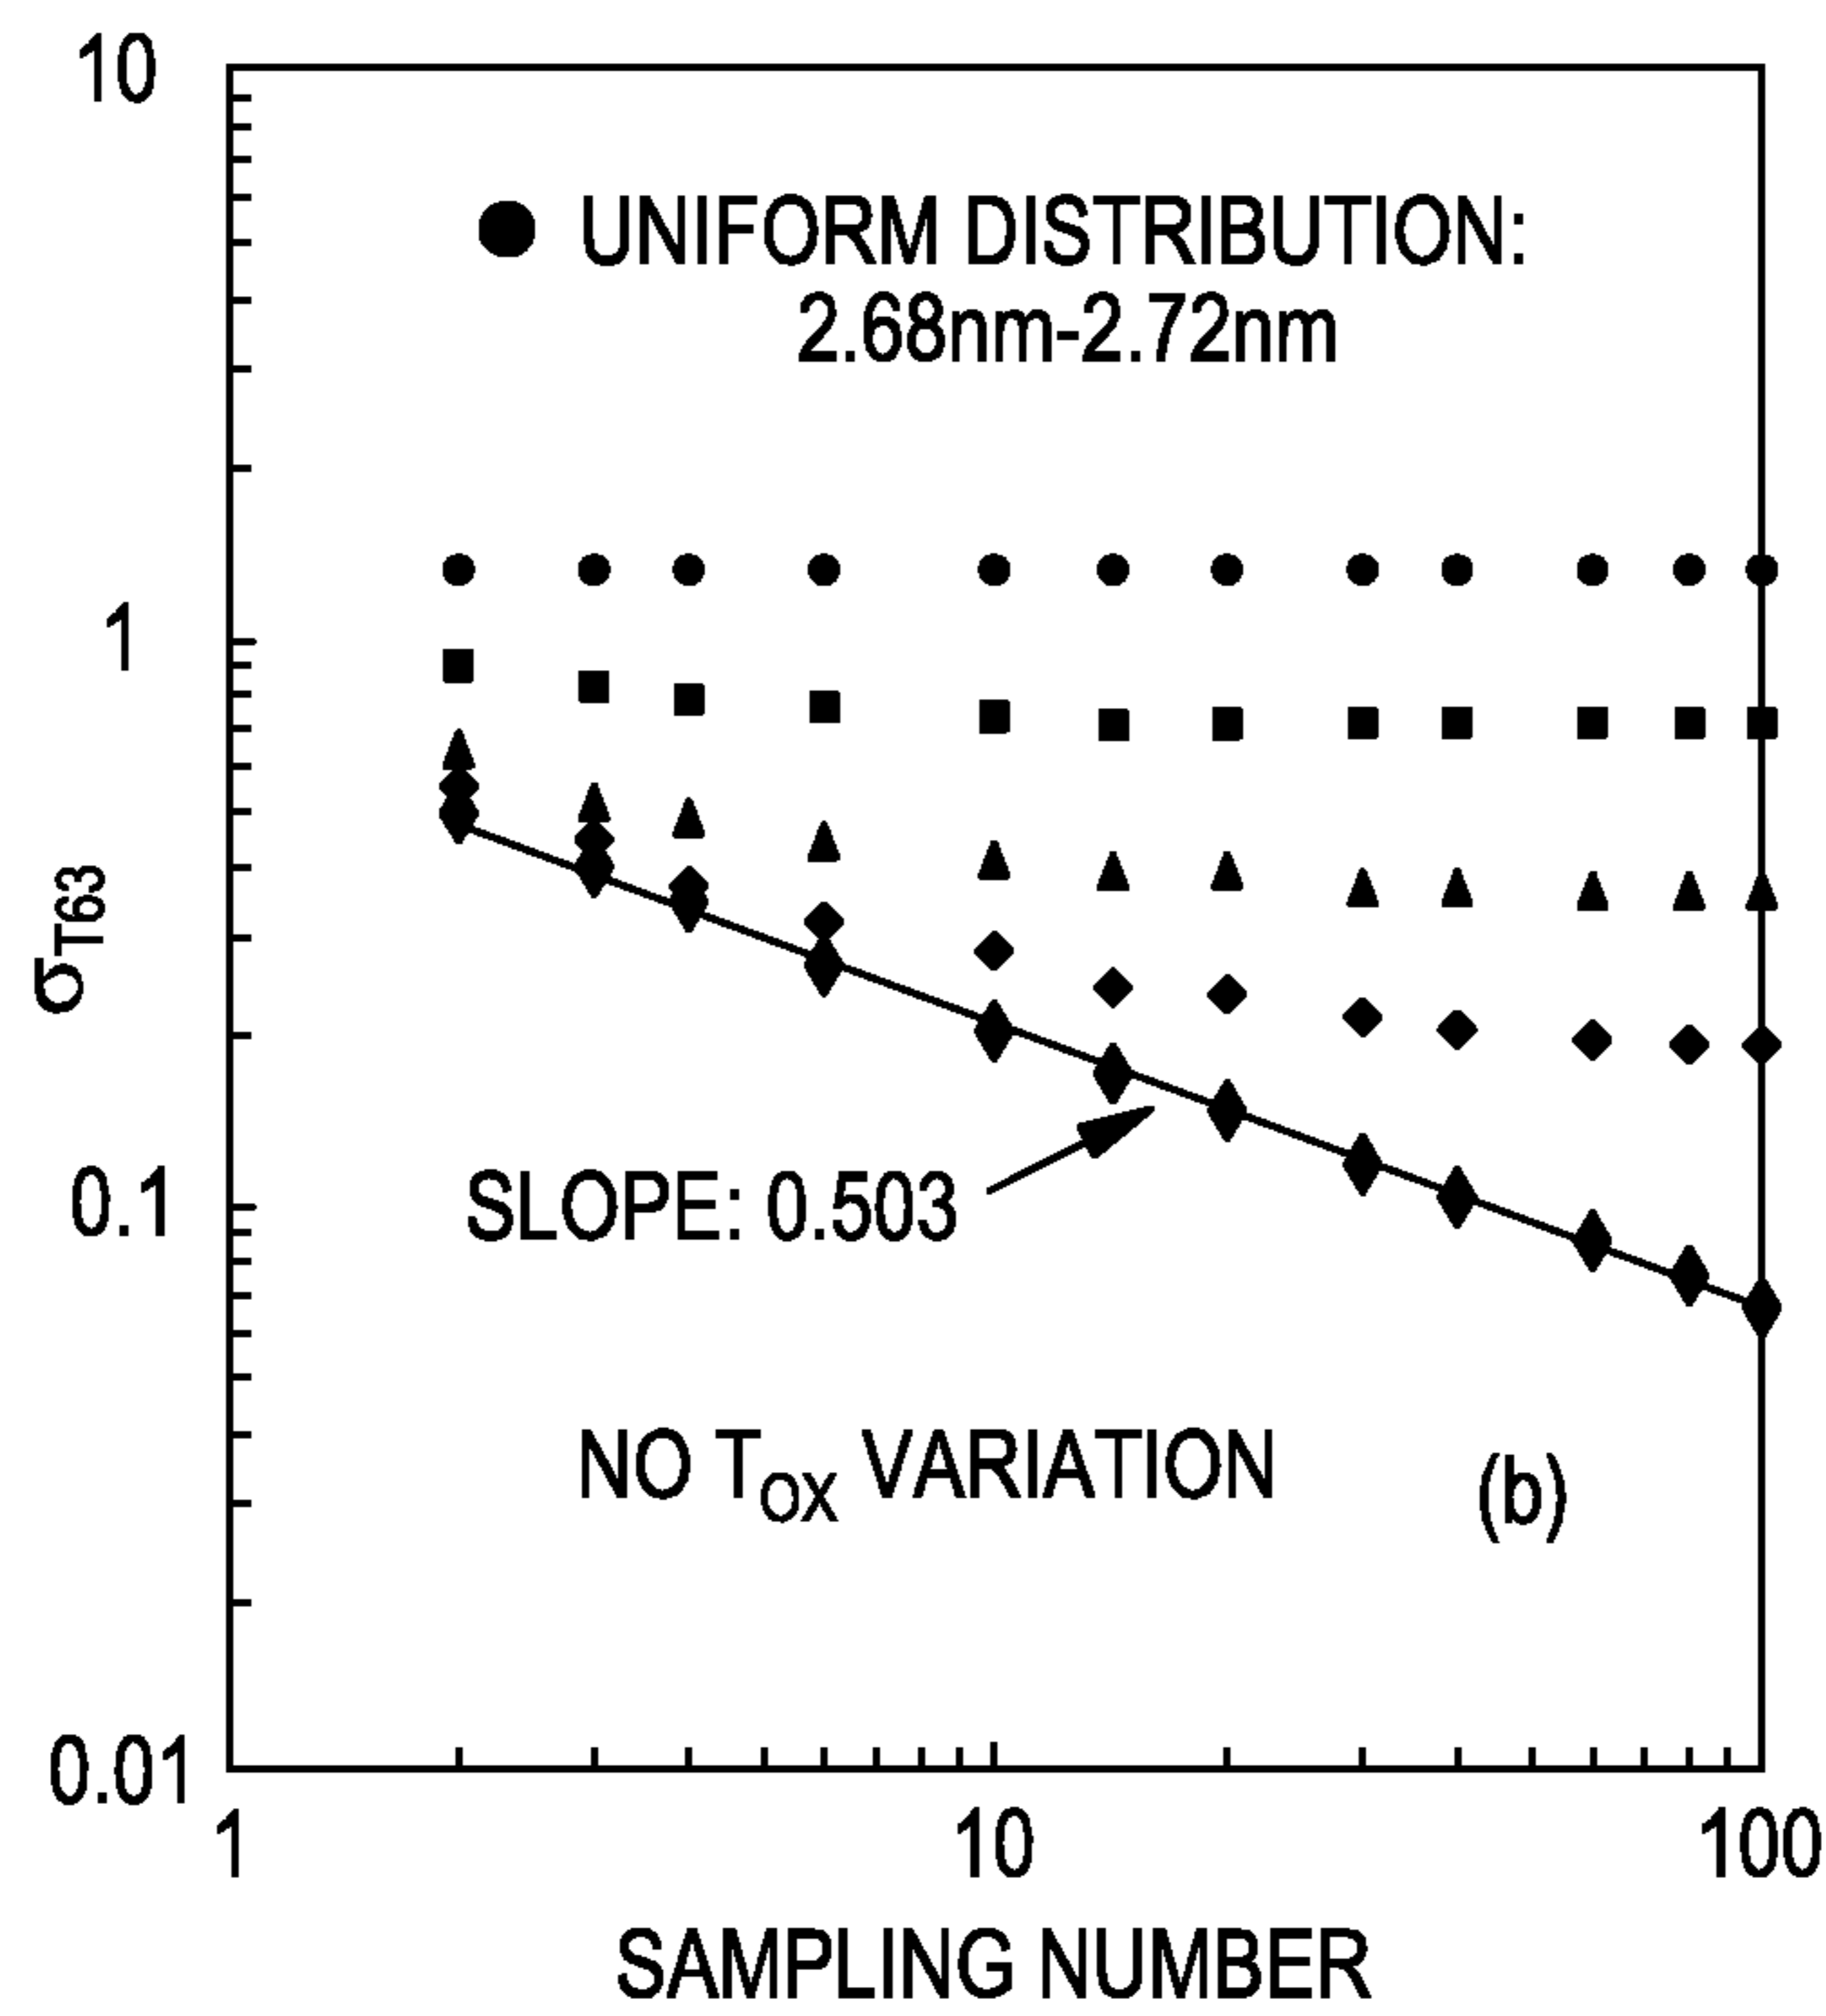 10
● UNIFORM DISTRIBUTION:
2.68nm-2.72nm
1
σT63
0.1
SLOPE: 0.503
NO TOX VARIATION
(b)
0.01
1 10 100
SAMPLING NUMBER